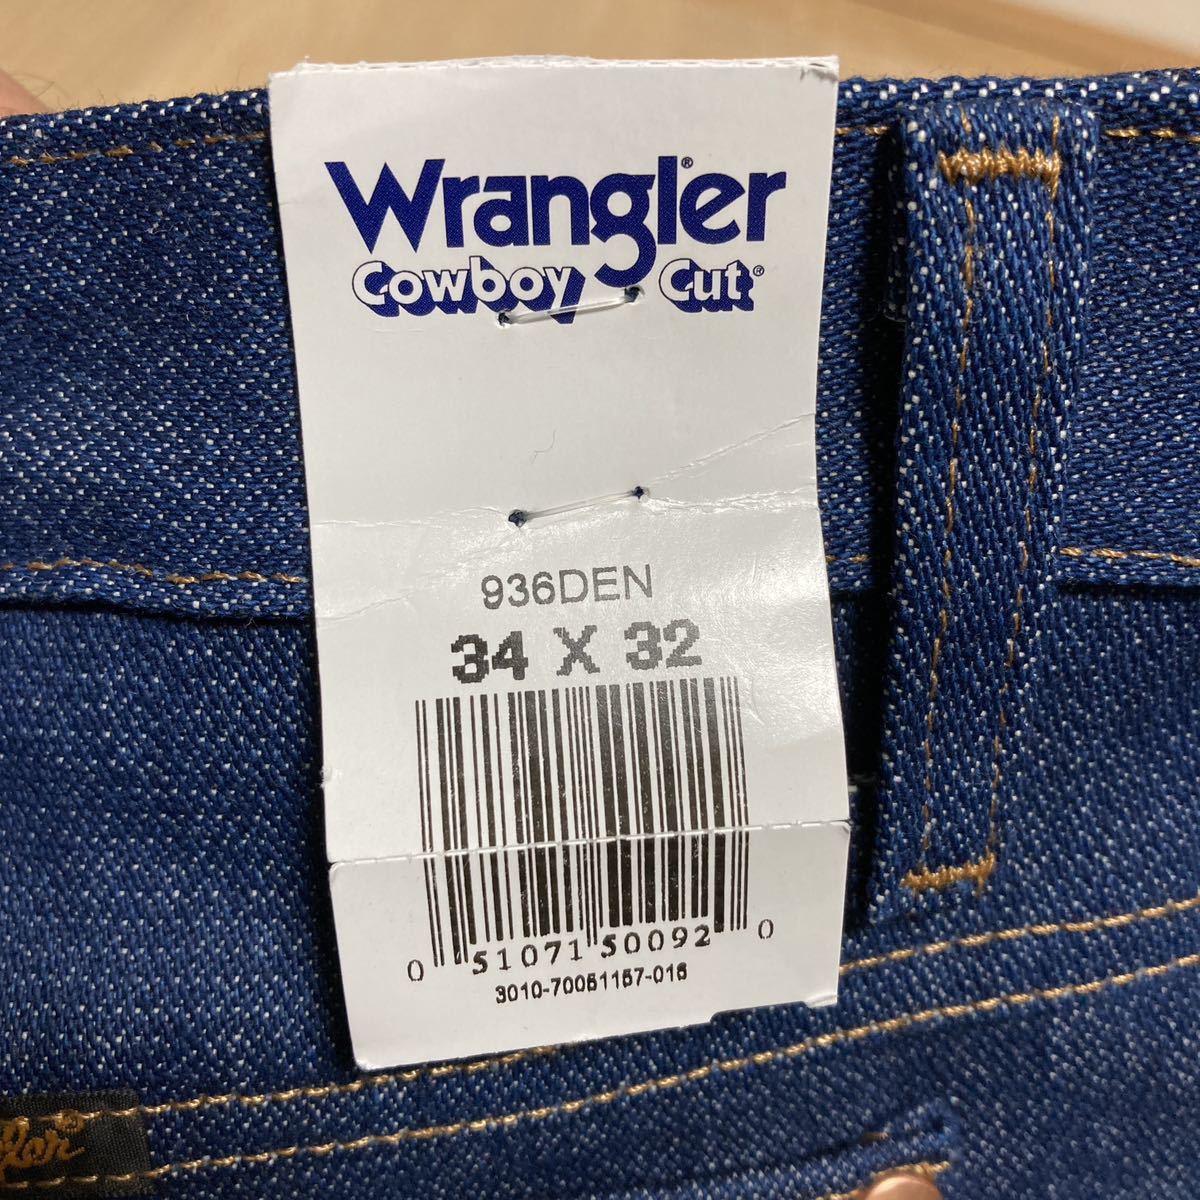 Wrangler®
Cowboy Cut®
936DEN
34 X 32
0 51071 50092 0
3010-70051157-016